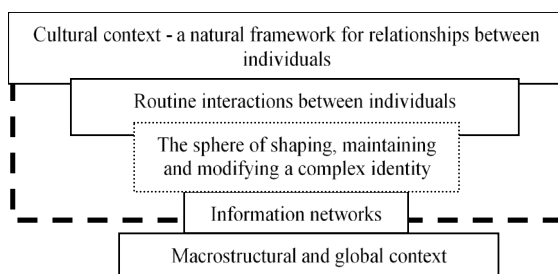 Cultural context - a natural framework for relationships between
individuals
Routine interactions between individuals
The sphere of shaping, maintaining
and modifying a complex identity
Information networks
Macrostructural and global context